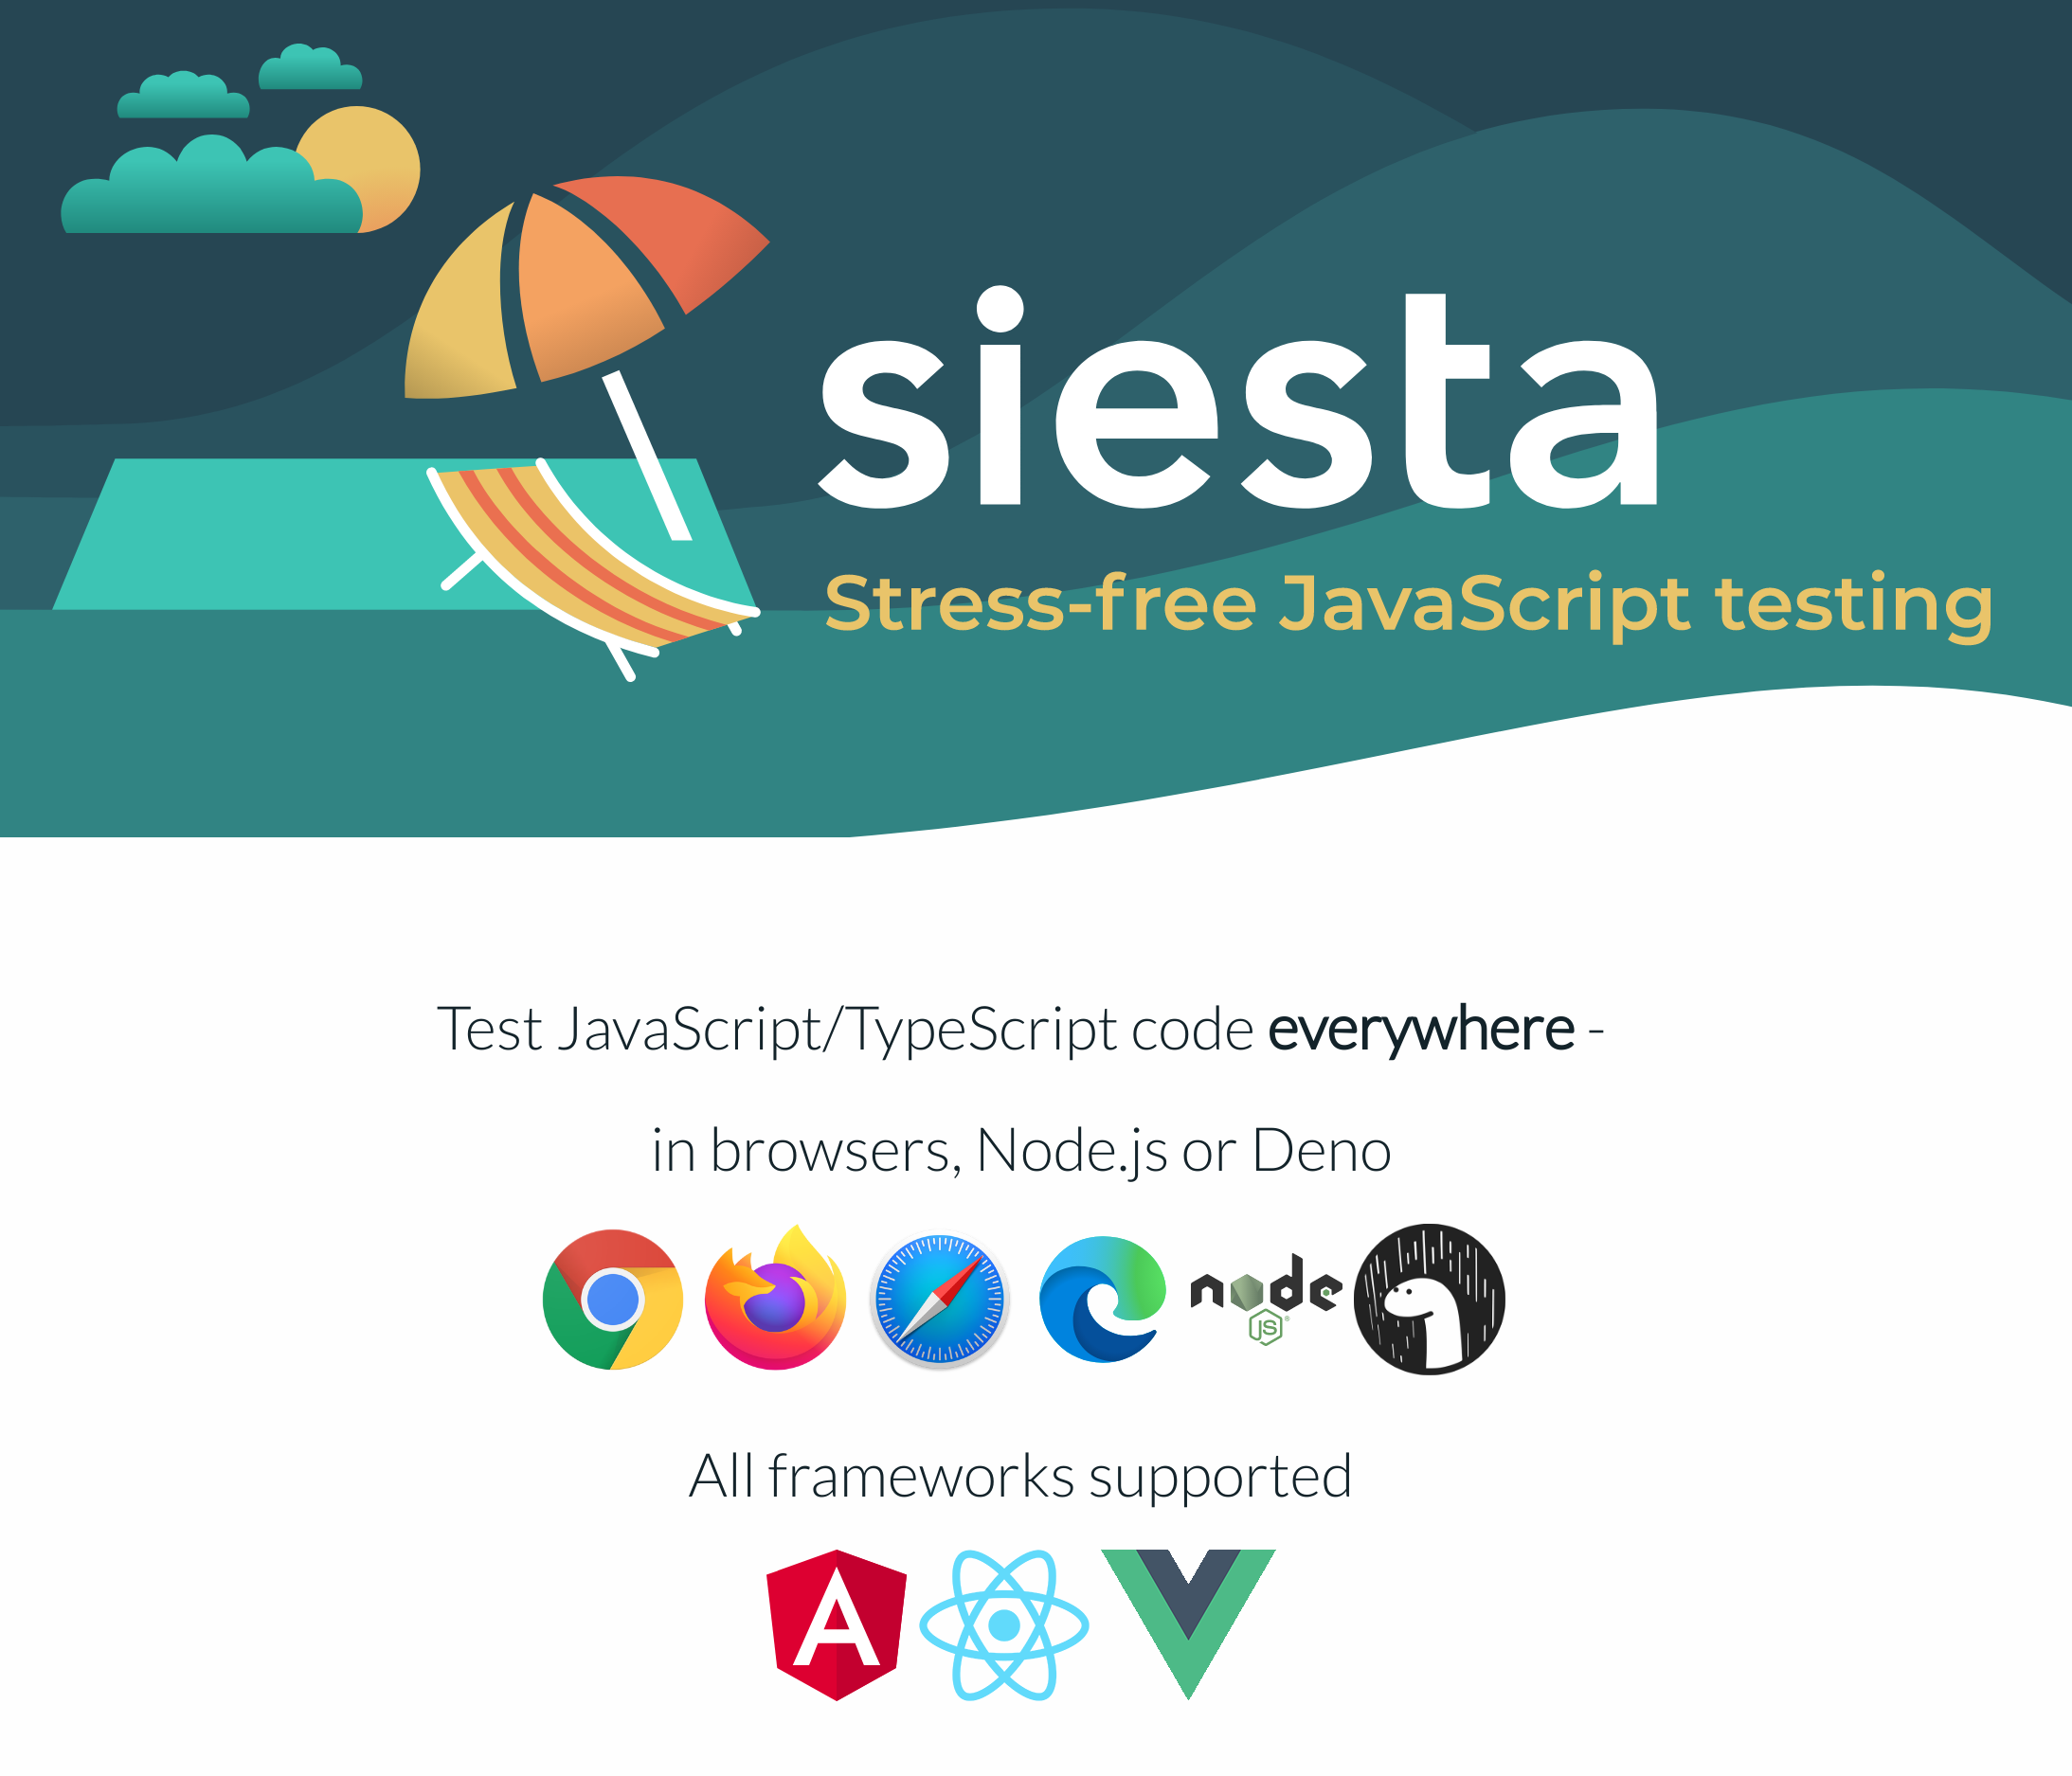 siesta
Stress-free JavaScript testing
Test JavaScript/TypeScript code everywhere -
in browsers, Node.js or Deno
node
JS®
All frameworks supported
A